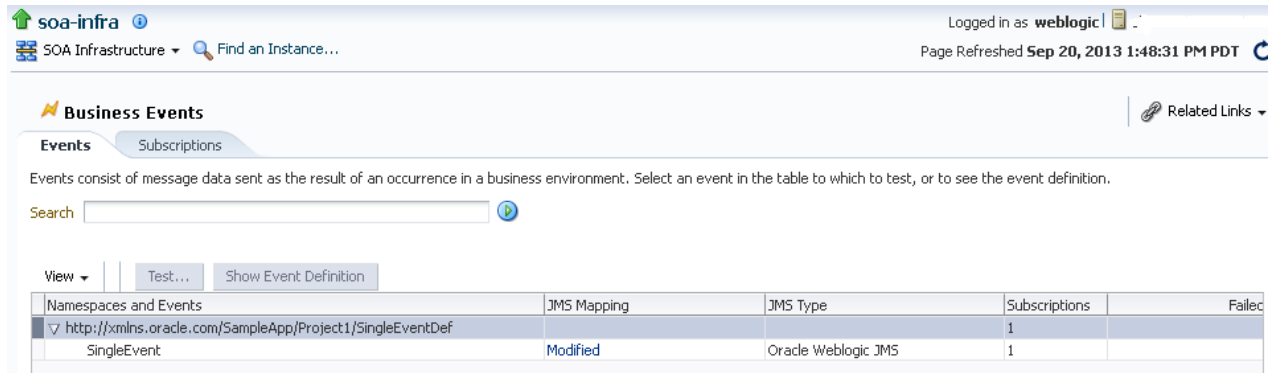 soa-infra
Logged in as weblogic
SOA Infrastructure Find an Instance...
Page Refreshed Sep 20, 2013 1:48:31 PM PDT
Business Events
Related Links
Events Subscriptions
Events consist of message data sent as the result of an occurrence in a business environment. Select an event in the table to which to test, or to see the event definition.
Search
View Test... Show Event Definition
Namespaces and Events JMS Mapping JMS Type Subscriptions Failed
http://xmlns.oracle.com/SampleApp/Project1/SingleEventDef 1
SingleEvent Modified Oracle Weblogic JMS 1